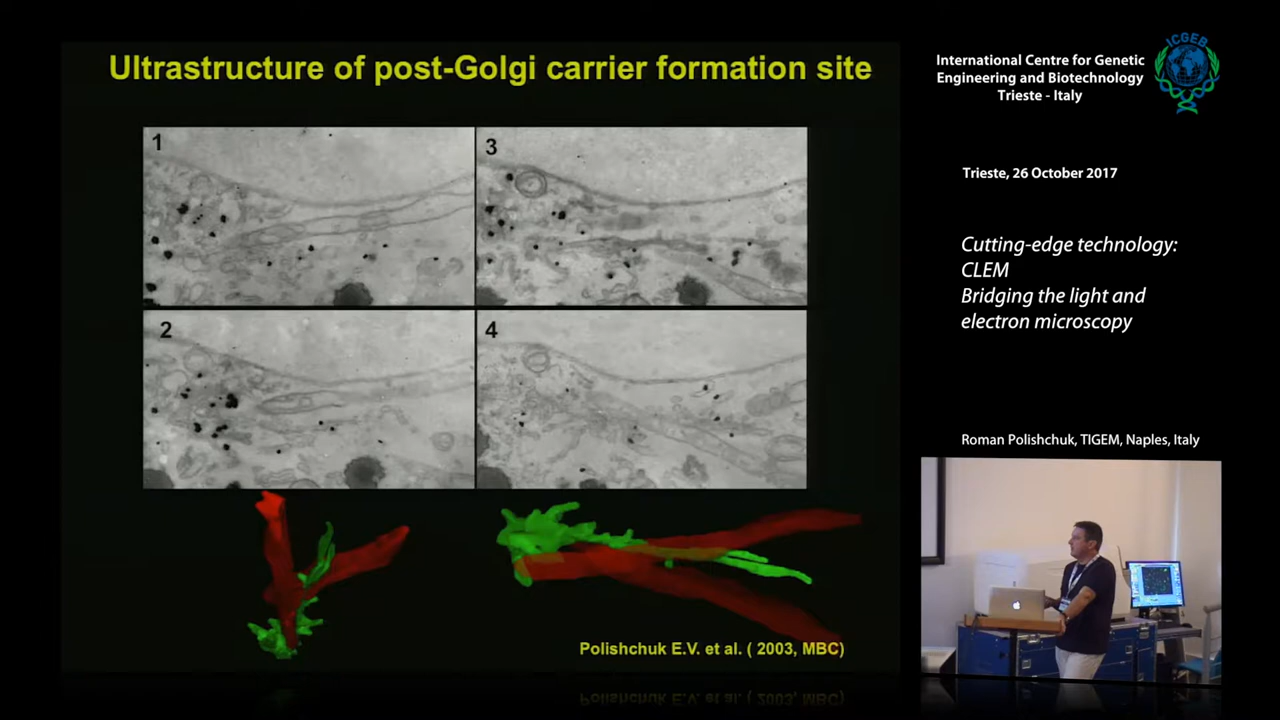 Ultrastructure of post-Golgi carrier formation site
1
3
2
4
Polishchuk E.V. et al. ( 2003, MBC)
ICGEB
International Centre for Genetic
Engineering and Biotechnology
Trieste - Italy
Trieste, 26 October 2017
Cutting-edge technology:
CLEM
Bridging the light and
electron microscopy
Roman Polishchuk, TIGEM, Naples, Italy